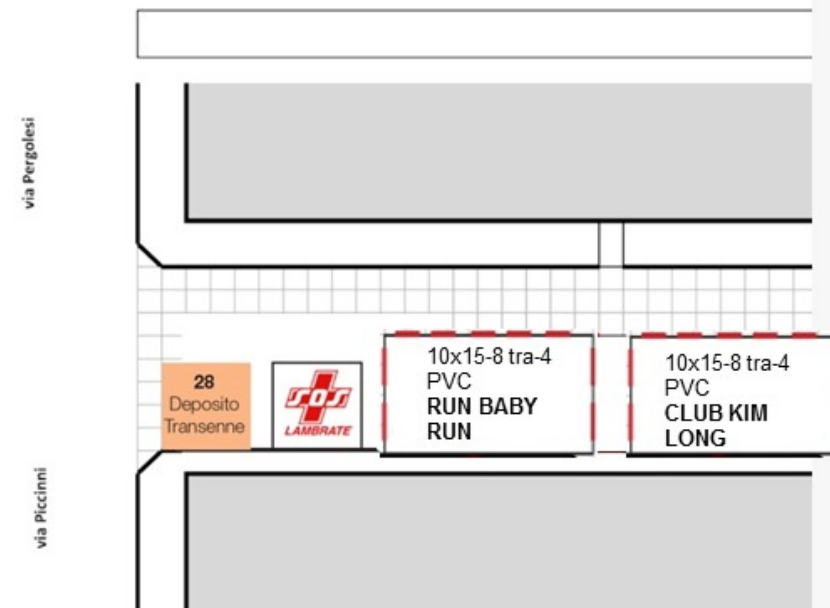 via Pergolesi
28
Deposito
Transenne
SOS
LAMBRATE
10x15-8 tra-4
PVC
RUN BABY
RUN
10x15-8 tra-4
PVC
CLUB KIM
LONG
via Piccinni